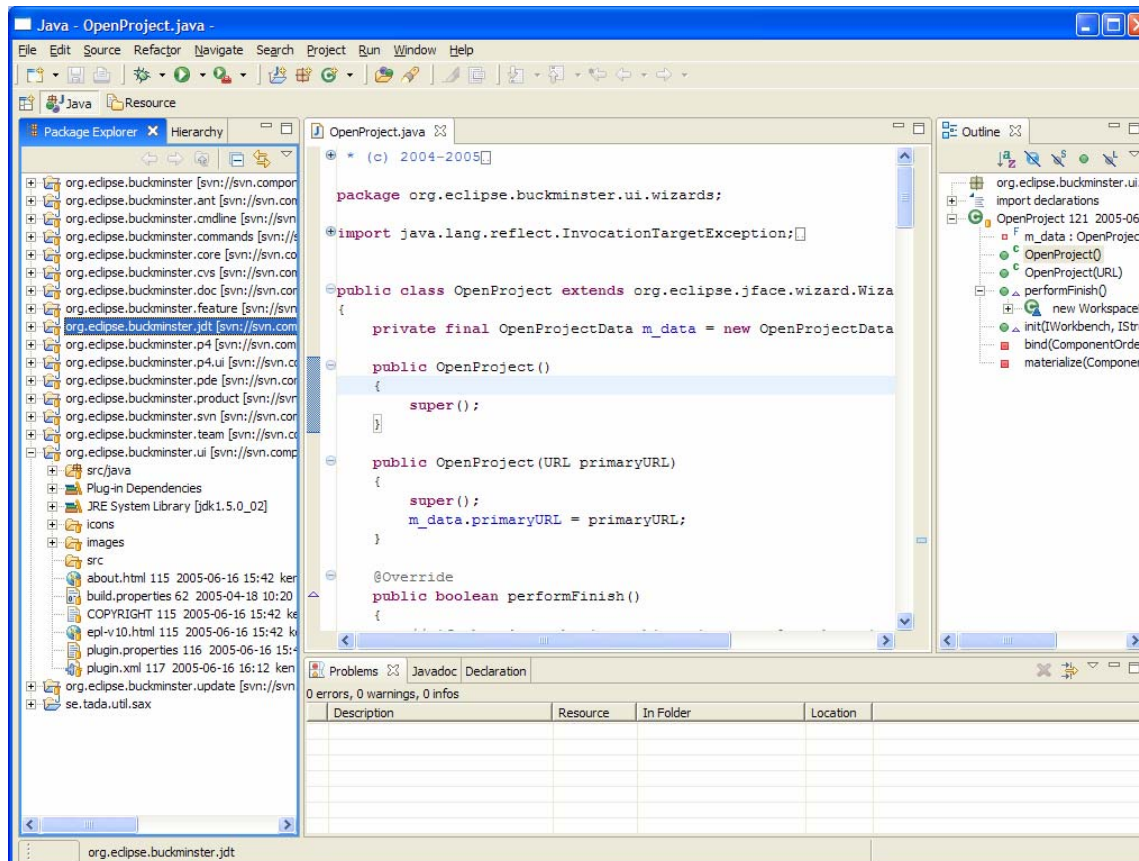 Java - OpenProject.java -
File Edit Source Refactor Navigate Search Project Run Window Help
Java Resource
Package Explorer Hierarchy
org.eclipse.buckminster [svn://svn.compor
org.eclipse.buckminster.ant [svn://svn.con
org.eclipse.buckminster.cmdline [svn://svn
org.eclipse.buckminster.commands [svn://s
org.eclipse.buckminster.core [svn://svn.co
org.eclipse.buckminster.cvs [svn://svn.con
org.eclipse.buckminster.doc [svn://svn.con
org.eclipse.buckminster.feature [svn://svn
org.eclipse.buckminster.jdt [svn://svn.com
org.eclipse.buckminster.p4 [svn://svn.com
org.eclipse.buckminster.p4.ui [svn://svn.c
org.eclipse.buckminster.pde [svn://svn.cor
org.eclipse.buckminster.product [svn://svn
org.eclipse.buckminster.svn [svn://svn.cor
org.eclipse.buckminster.team [svn://svn.c
org.eclipse.buckminster.ui [svn://svn.comp
src/java
Plug-in Dependencies
JRE System Library [jdk1.5.0_02]
icons
images
src
about.html 115 2005-06-16 15:42 ken
build.properties 62 2005-04-18 10:20
COPYRIGHT 115 2005-06-16 15:42 ke
epl-v10.html 115 2005-06-16 15:42 k
plugin.properties 116 2005-06-16 15:4
plugin.xml 117 2005-06-16 16:12 ken
org.eclipse.buckminster.update [svn://svn
se.tada.util.sax
OpenProject.java
* (c) 2004-2005
package org.eclipse.buckminster.ui.wizards;
import java.lang.reflect.InvocationTargetException;
public class OpenProject extends org.eclipse.jface.wizard.Wiza
{
private final OpenProjectData m_data = new OpenProjectData
public OpenProject()
{
super();
}
public OpenProject(URL primaryURL)
{
super();
m_data.primaryURL = primaryURL;
}
@Override
public boolean performFinish()
{
Outline
org.eclipse.buckminster.ui.
import declarations
OpenProject 121 2005-06
m_data : OpenProjec
OpenProject()
OpenProject(URL)
performFinish()
new Workspace
init(IWorkbench, IStru
bind(ComponentOrde
materialize(Componen
Problems Javadoc Declaration
0 errors, 0 warnings, 0 infos
Description Resource In Folder Location
org.eclipse.buckminster.jdt